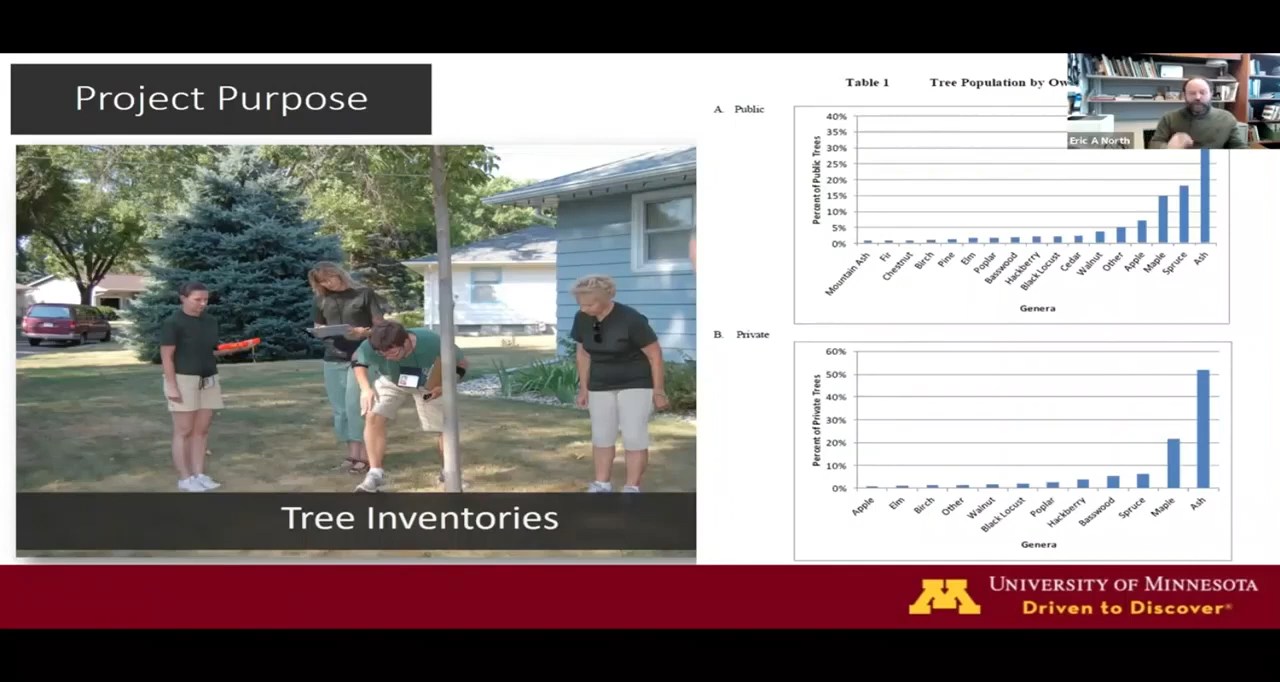 Project Purpose
Tree Inventories
Table 1 Tree Population by
Eric A North
A. Public
Percent of Public Trees
40%
35%
30%
25%
20%
15%
10%
5%
0%
Mountain Ash
Fir
Chestnut
Birch
Pine
Elm
Poplar
Basswood
Hackberry
Black Locust
Cedar
Walnut
Other
Apple
Maple
Spruce
Ash
Genera
B. Private
Percent of Private Trees
60%
50%
40%
30%
20%
10%
0%
Apple
Elm
Birch
Other
Walnut
Black Locust
Poplar
Hackberry
Basswood
Spruce
Maple
Ash
Genera
M
UNIVERSITY OF MINNESOTA
Driven to Discover®